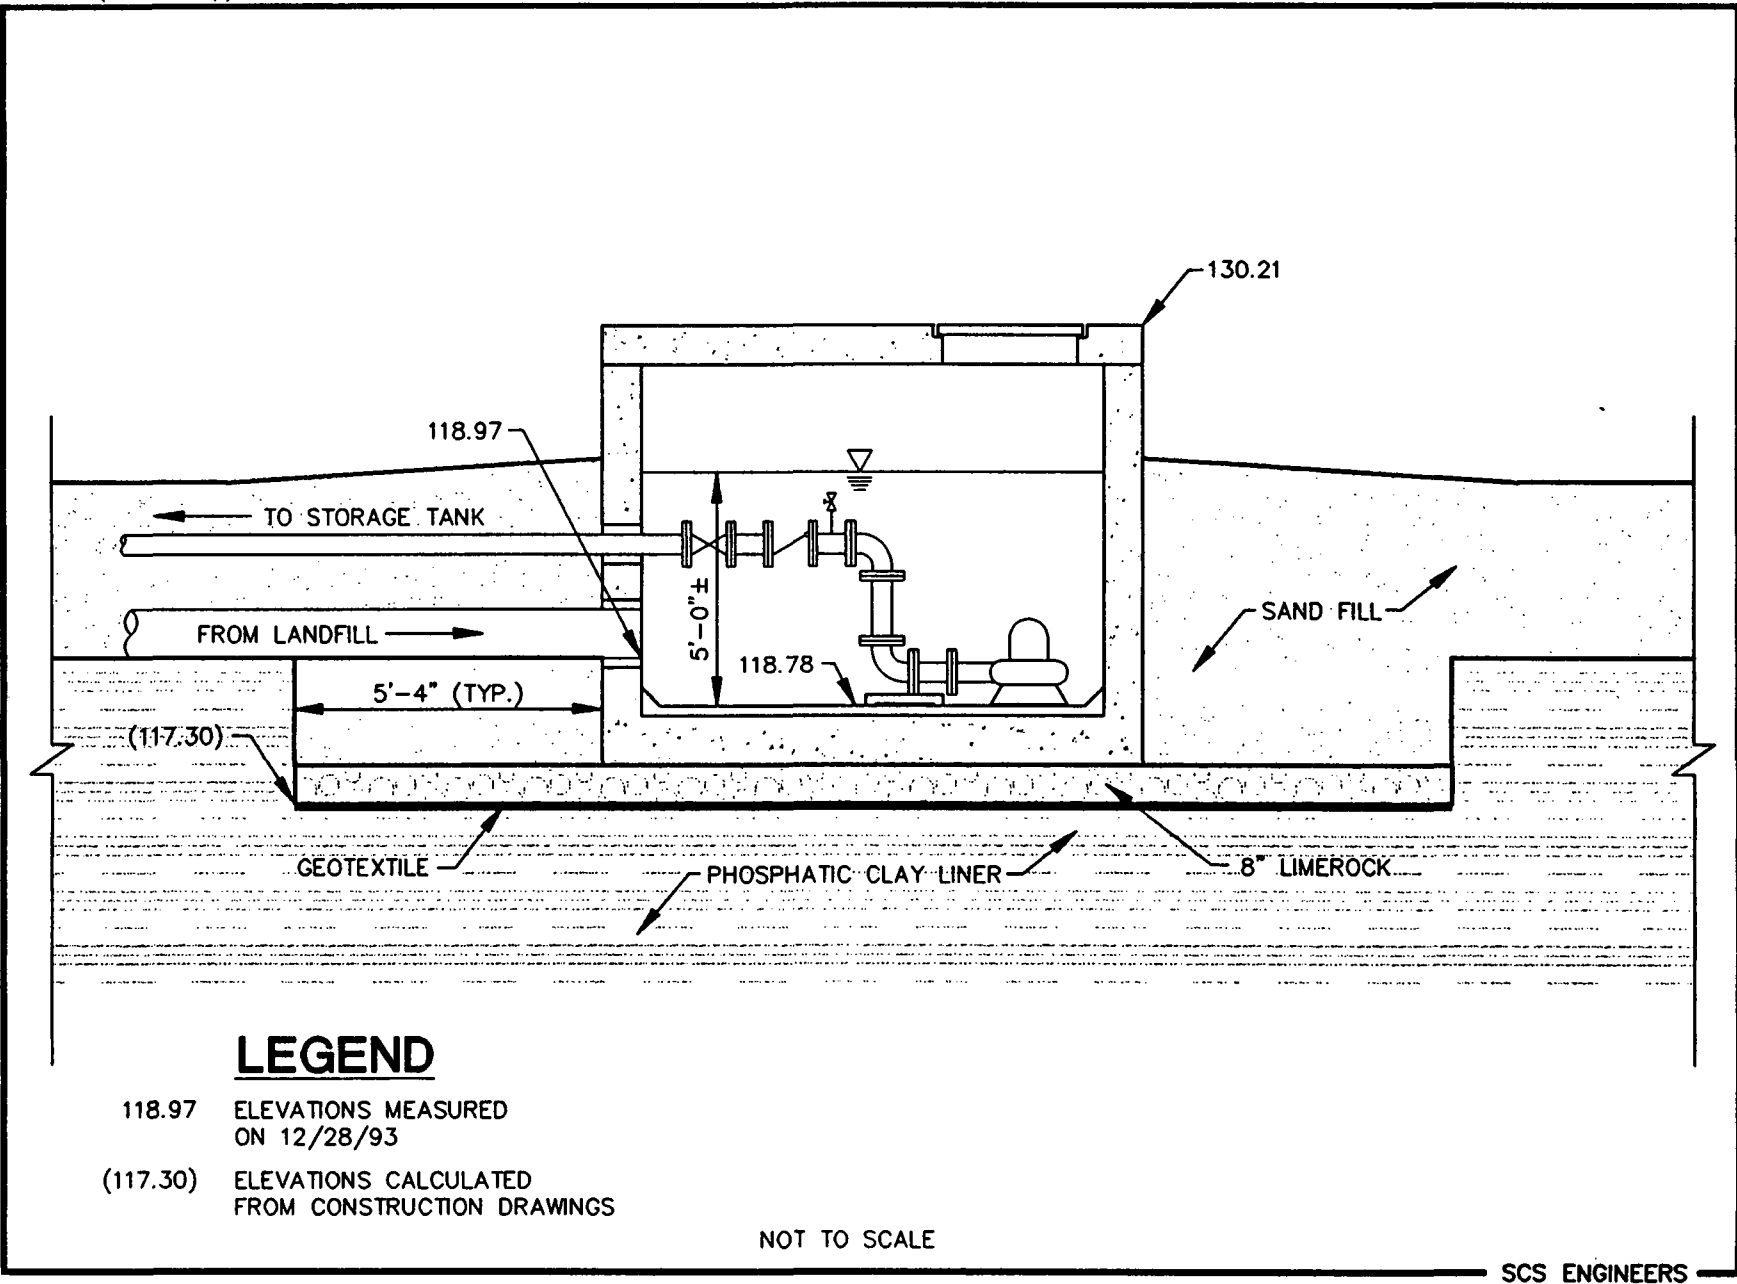 130.21
118.97
TO STORAGE TANK
5'-0"±
SAND FILL
FROM LANDFILL
118.78
5'-4" (TYP.)
(117.30)
GEOTEXTILE
PHOSPHATIC CLAY LINER
8" LIMEROCK
LEGEND
118.97 ELEVATIONS MEASURED
ON 12/28/93
(117.30) ELEVATIONS CALCULATED
FROM CONSTRUCTION DRAWINGS
NOT TO SCALE
SCS ENGINEERS